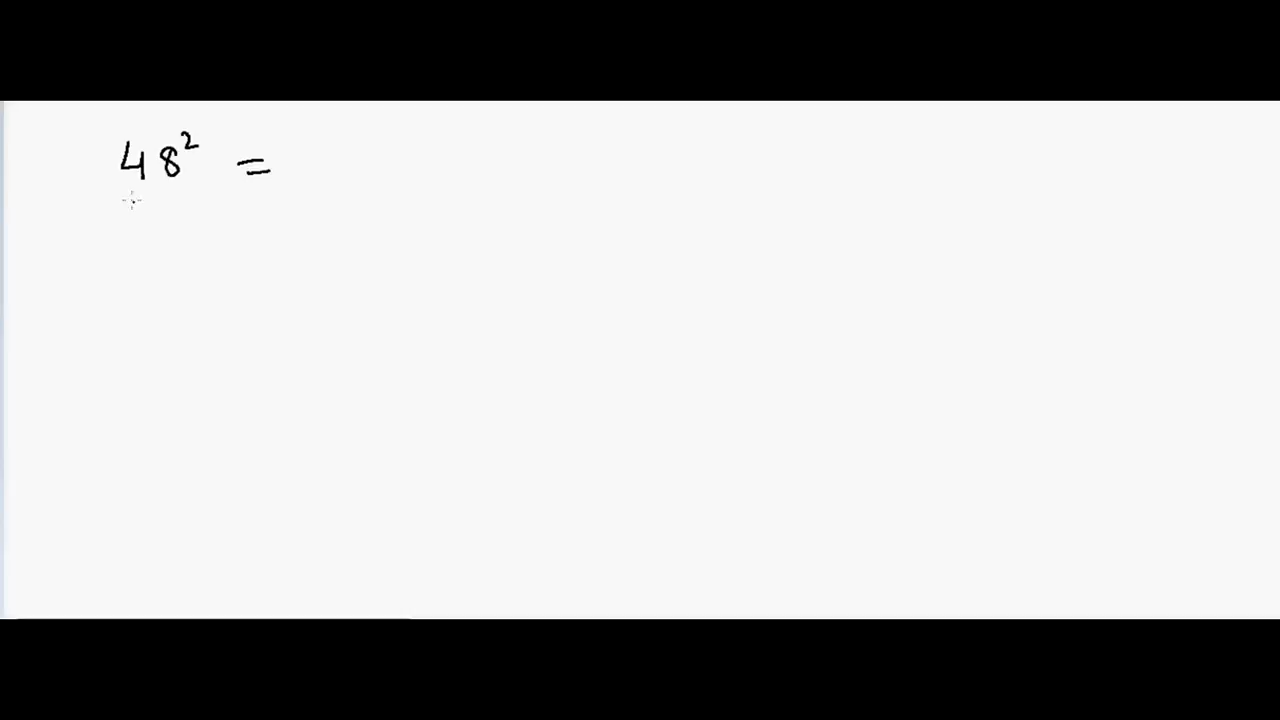 48² =